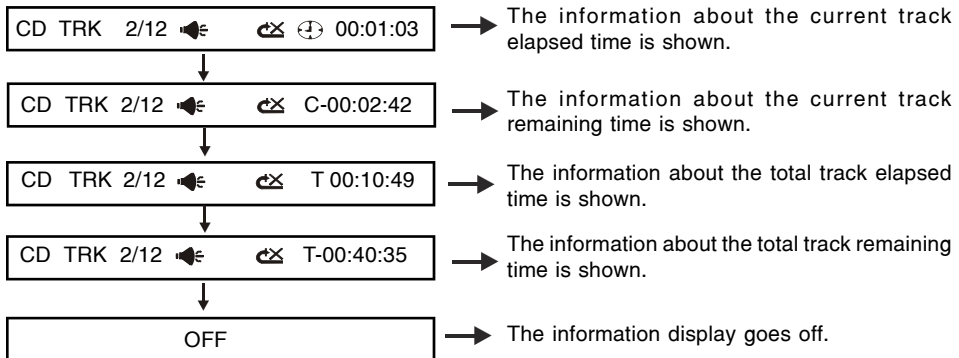 CD TRK 2/12 00:01:03
The information about the current track
elapsed time is shown.
CD TRK 2/12 C-00:02:42
The information about the current track
remaining time is shown.
CD TRK 2/12 T 00:10:49
The information about the total track elapsed
time is shown.
CD TRK 2/12 T-00:40:35
The information about the total track remaining
time is shown.
OFF
The information display goes off.